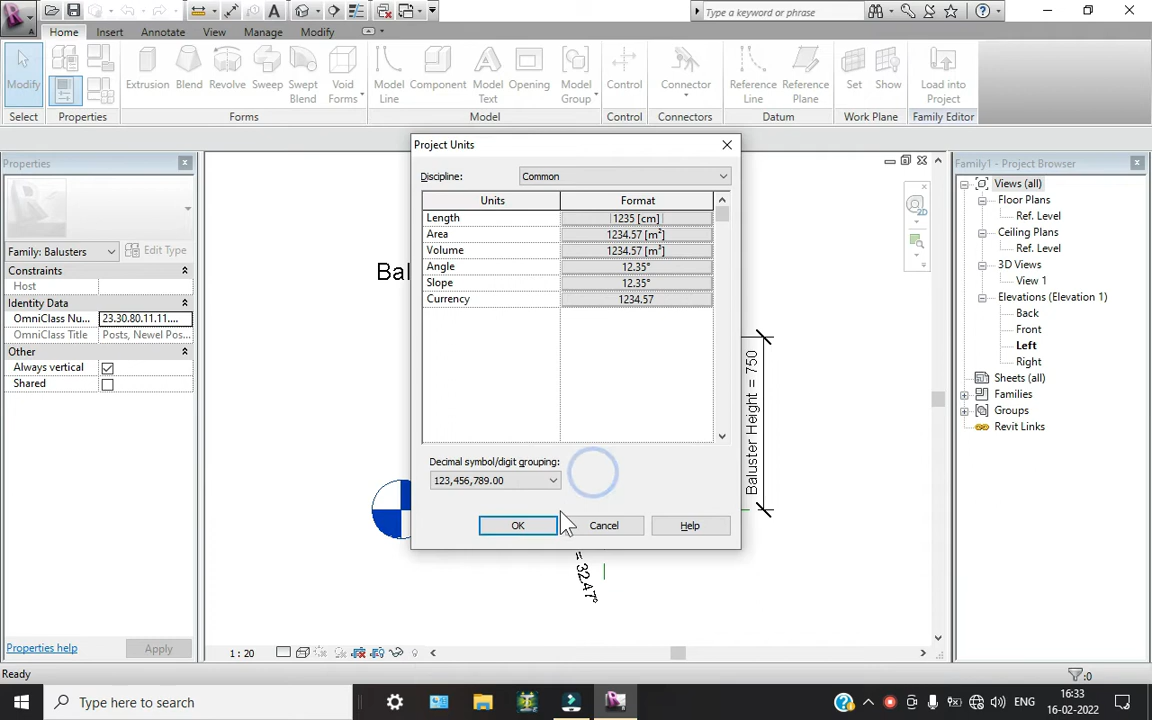 Type a keyword or phrase
Home Insert Annotate View Manage Modify
Modify Extrusion Blend Revolve Sweep Swept Blend Void Forms Model Line Component Model Text Opening Model Group Control Connector Reference Line Reference Plane Set Show Load into Project
Select Properties Forms Model Control Connectors Datum Work Plane Family Editor
Properties
Family: Balusters Edit Type
Constraints
Host
Identity Data
OmniClass Nu... 23.30.80.11.11....
OmniClass Title Posts, Newel Pos...
Other
Always vertical
Shared
Properties help Apply
Bal
Project Units
Discipline: Common
Units Format
Length 1235 [cm]
Area 1234.57 [m²]
Volume 1234.57 [m³]
Angle 12.35°
Slope 12.35°
Currency 1234.57
Decimal symbol/digit grouping:
123,456,789.00
OK Cancel Help
Baluster Height = 750
= 32.47°
2D
Family1 - Project Browser
Views (all)
Floor Plans
Ref. Level
Ceiling Plans
Ref. Level
3D Views
View 1
Elevations (Elevation 1)
Back
Front
Left
Right
Sheets (all)
Families
Groups
Revit Links
1 : 20
Ready
:0
Type here to search
ENG
16:33
16-02-2022